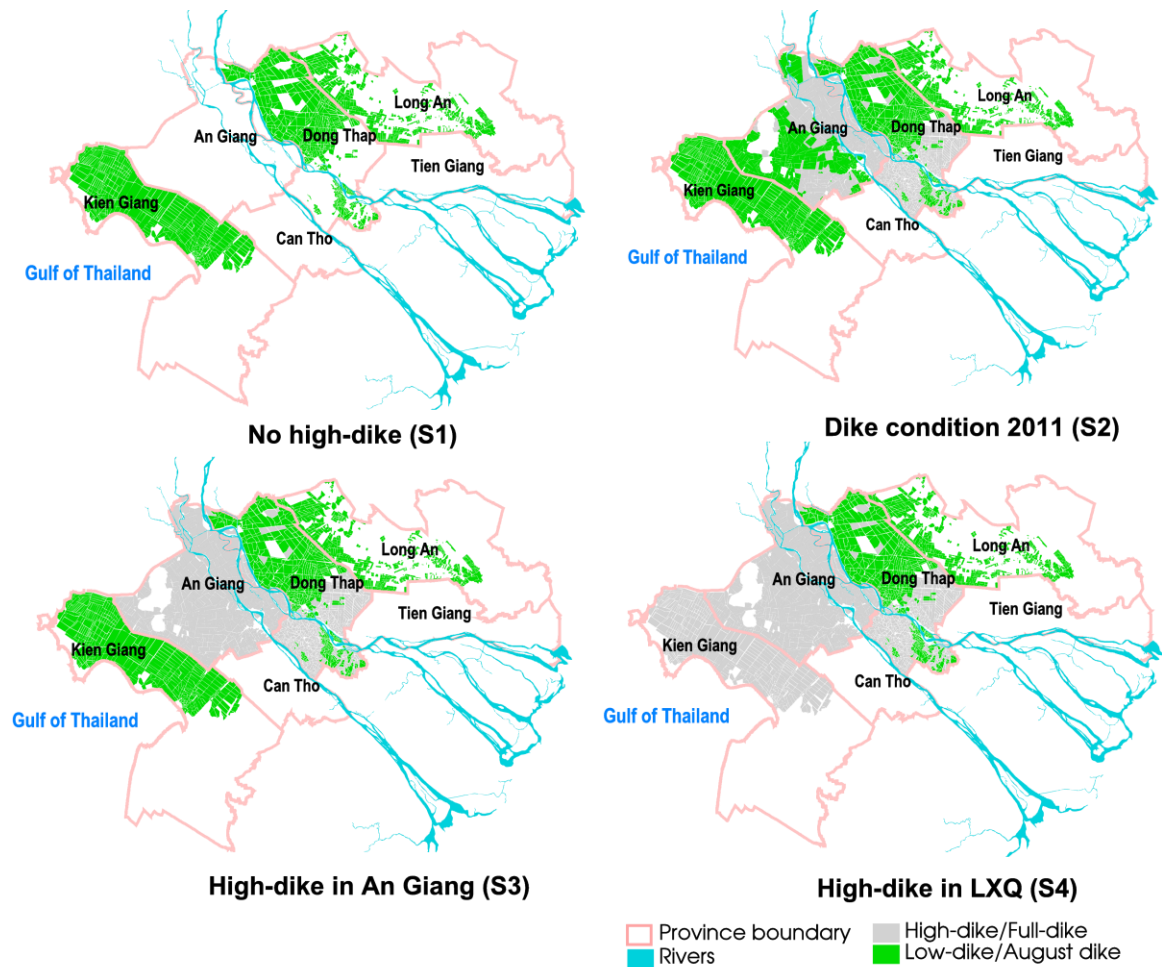 Long An
An Giang
Dong Thap
Tien Giang
Kien Giang
Can Tho
Gulf of Thailand
No high-dike (S1)
Long An
An Giang
Dong Thap
Tien Giang
Kien Giang
Can Tho
Gulf of Thailand
Dike condition 2011 (S2)
Long An
An Giang
Dong Thap
Tien Giang
Kien Giang
Can Tho
Gulf of Thailand
High-dike in An Giang (S3)
Long An
An Giang
Dong Thap
Tien Giang
Kien Giang
Can Tho
Gulf of Thailand
High-dike in LXQ (S4)
Province boundary
Rivers
High-dike/Full-dike
Low-dike/August dike